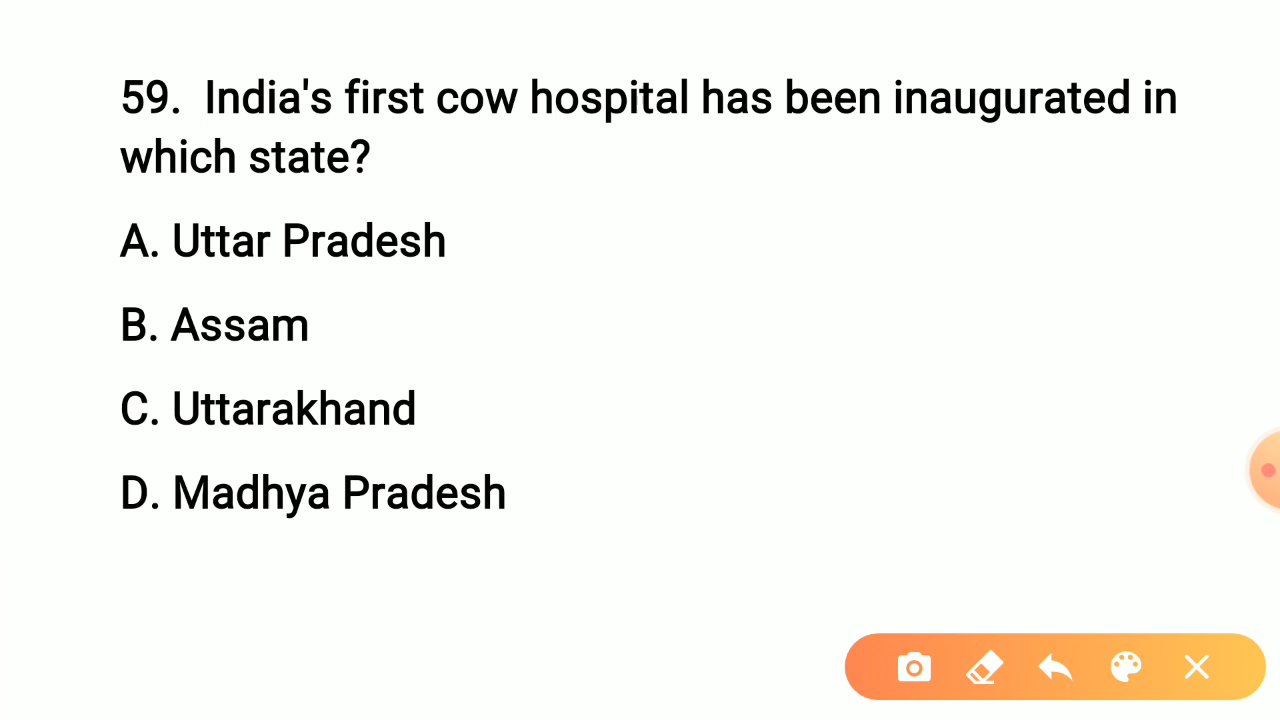 59. India's first cow hospital has been inaugurated in
which state?
A. Uttar Pradesh
B. Assam
C. Uttarakhand
D. Madhya Pradesh